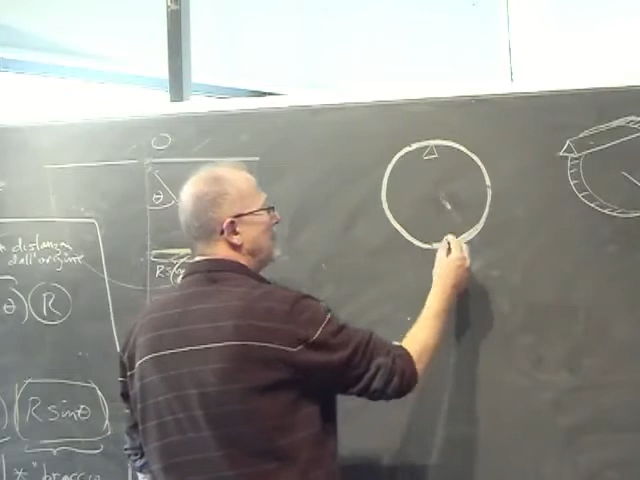 O
θ
distanza
dall'origine
θ) R
R sinθ
"braccio